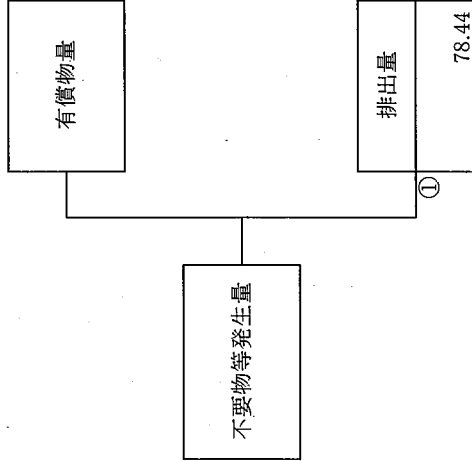 有償物量
不要物等発生量
排出量
①
78.44